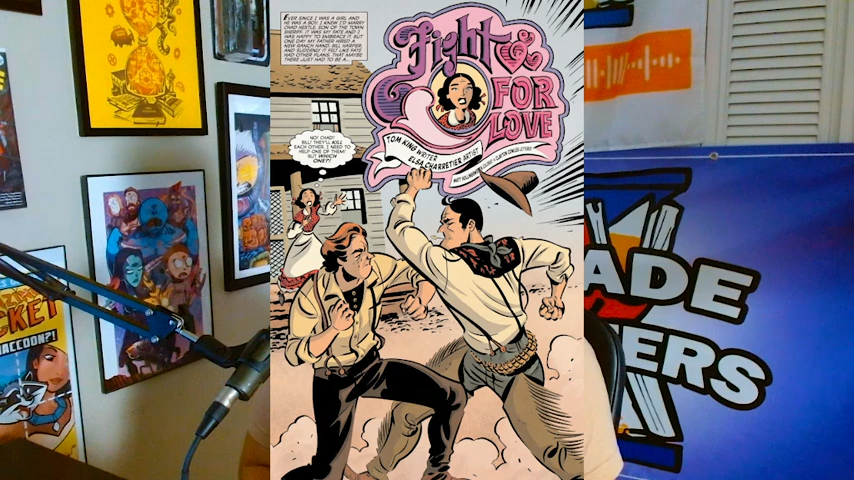 EVER SINCE I WAS A GIRL AND
HE WAS A BOY, I KNEW I'D MARRY
CHAD NESTLE, SON OF THE TOWN
SHERIFF. IT WAS MY FATE AND I
WAS HAPPY TO EMBRACE IT. BUT
ONE DAY MY FATHER HIRED A
NEW RANCH HAND, BILL HARPER,
AND SUDDENLY IT FELT LIKE FATE
HAD OTHER PLANS. THAT MAYBE
THERE JUST HAD TO BE A...
Fight
FOR
LOVE
TOM KING WRITER
ELSA CHARRETIER ARTIST
NO! CHAD!
BILL! THEY'LL KILL
EACH OTHER. I NEED TO
HELP ONE OF THEM!
BUT WHICH
ONE?!
CKET
RACCOON?!
ADE
ERS